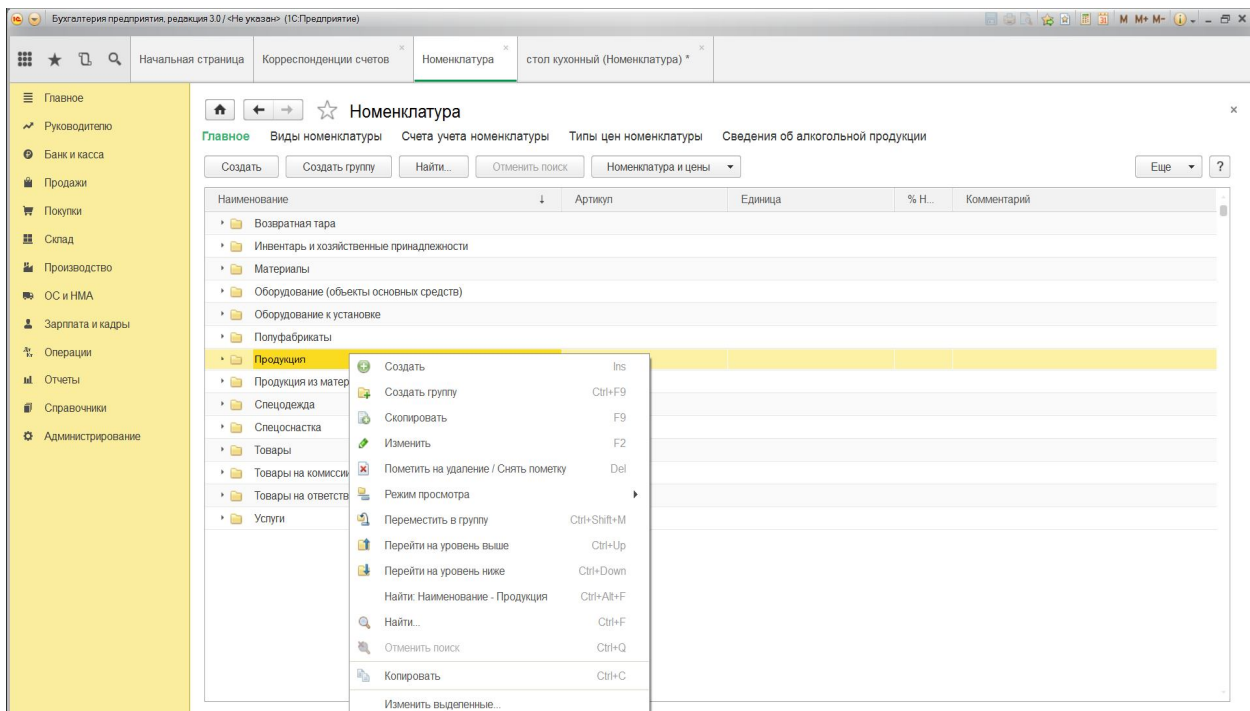 Бухгалтерия предприятия, редакция 3.0 / <Не указан> (1С:Предприятие)
M M+ M-
Начальная страница
Корреспонденции счетов
Номенклатура
стол кухонный (Номенклатура) *
Главное
Руководителю
Банк и касса
Продажи
Покупки
Склад
Производство
ОС и НМА
Зарплата и кадры
Операции
Отчеты
Справочники
Администрирование
Номенклатура
Главное Виды номенклатуры Счета учета номенклатуры Типы цен номенклатуры Сведения об алкогольной продукции
Создать Создать группу Найти... Отменить поиск Номенклатура и цены Еще ?
Наименование ↓ Артикул Единица % Н... Комментарий
Возвратная тара
Инвентарь и хозяйственные принадлежности
Материалы
Оборудование (объекты основных средств)
Оборудование к установке
Полуфабрикаты
Продукция
Продукция из матер
Спецодежда
Спецоснастка
Товары
Товары на комиссии
Товары на ответств
Услуги
Создать Ins
Создать группу Ctrl+F9
Скопировать F9
Изменить F2
Пометить на удаление / Снять пометку Del
Режим просмотра
Переместить в группу Ctrl+Shift+M
Перейти на уровень выше Ctrl+Up
Перейти на уровень ниже Ctrl+Down
Найти: Наименование - Продукция Ctrl+Alt+F
Найти... Ctrl+F
Отменить поиск Ctrl+Q
Копировать Ctrl+C
Изменить выделенные...